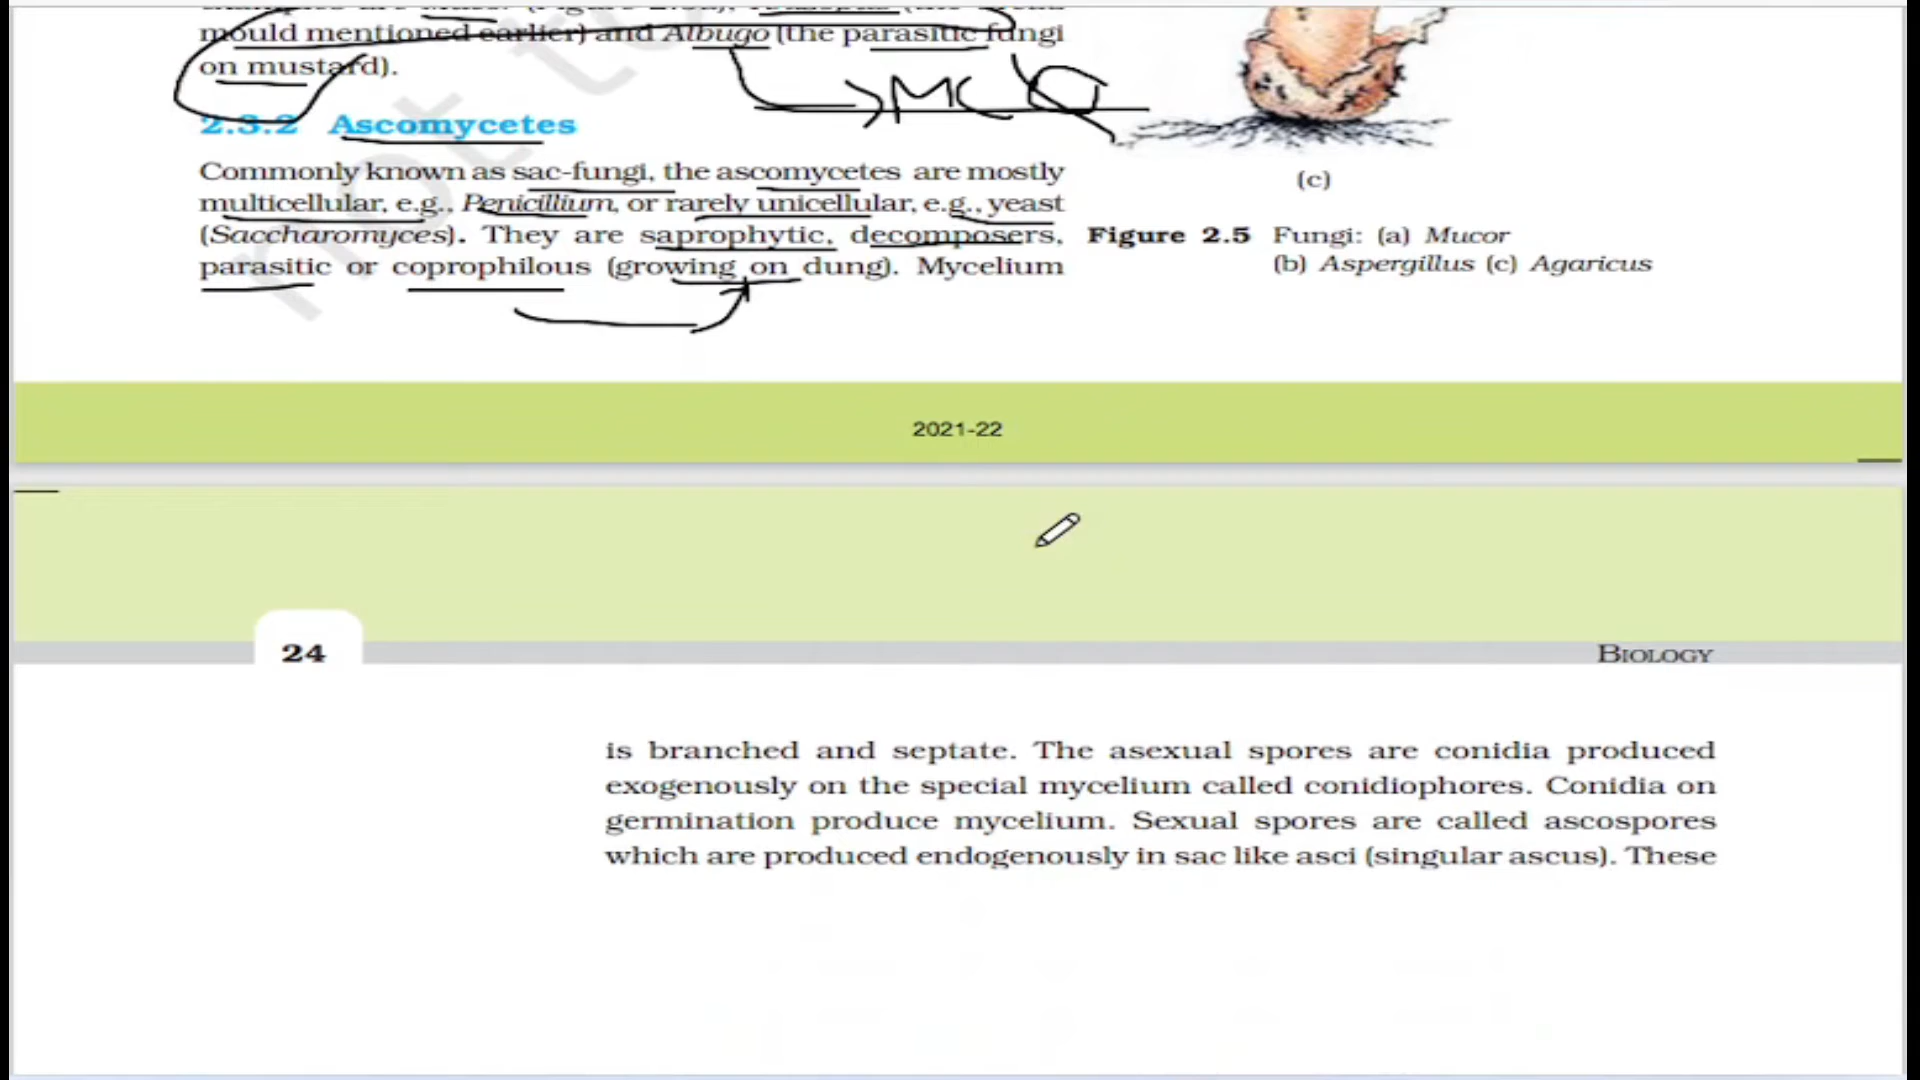 mould mentioned earlier) and Albugo (the parasitic fungi
on mustard).
MCQ
2.3.2 Ascomycetes
Commonly known as sac-fungi, the ascomycetes are mostly
multicellular, e.g., Penicillium, or rarely unicellular, e.g., yeast
(Saccharomyces). They are saprophytic, decomposers,
parasitic or coprophilous (growing on dung). Mycelium
(c)
Figure 2.5 Fungi: (a) Mucor
(b) Aspergillus (c) Agaricus
2021-22
24
BIOLOGY
is branched and septate. The asexual spores are conidia produced
exogenously on the special mycelium called conidiophores. Conidia on
germination produce mycelium. Sexual spores are called ascospores
which are produced endogenously in sac like asci (singular ascus). These